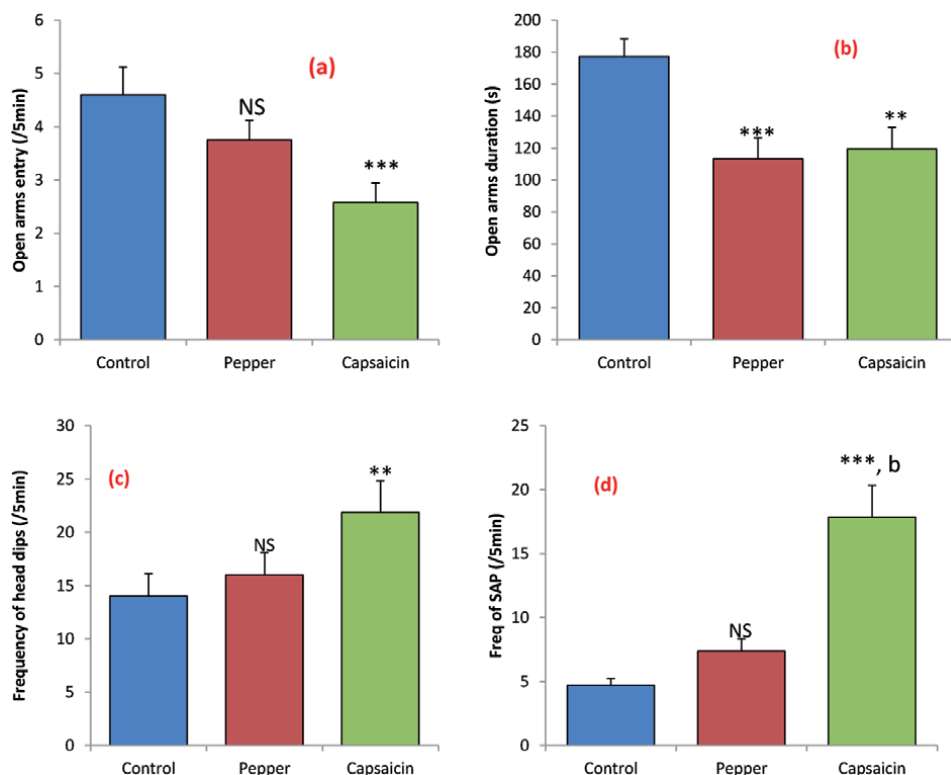 Open arms entry (/5min)
6
5
4
3
2
1
0
(a)
NS
***
Control Pepper Capsaicin
Open arms duration (s)
200
180
160
140
120
100
80
60
40
20
0
(b)
***
**
Control Pepper Capsaicin
Frequency of head dips (/5min)
30
25
20
15
10
5
0
(c)
NS
**
Control Pepper Capsaicin
Freq of SAP (/5min)
25
20
15
10
5
0
(d)
NS
***, b
Control Pepper Capsaicin